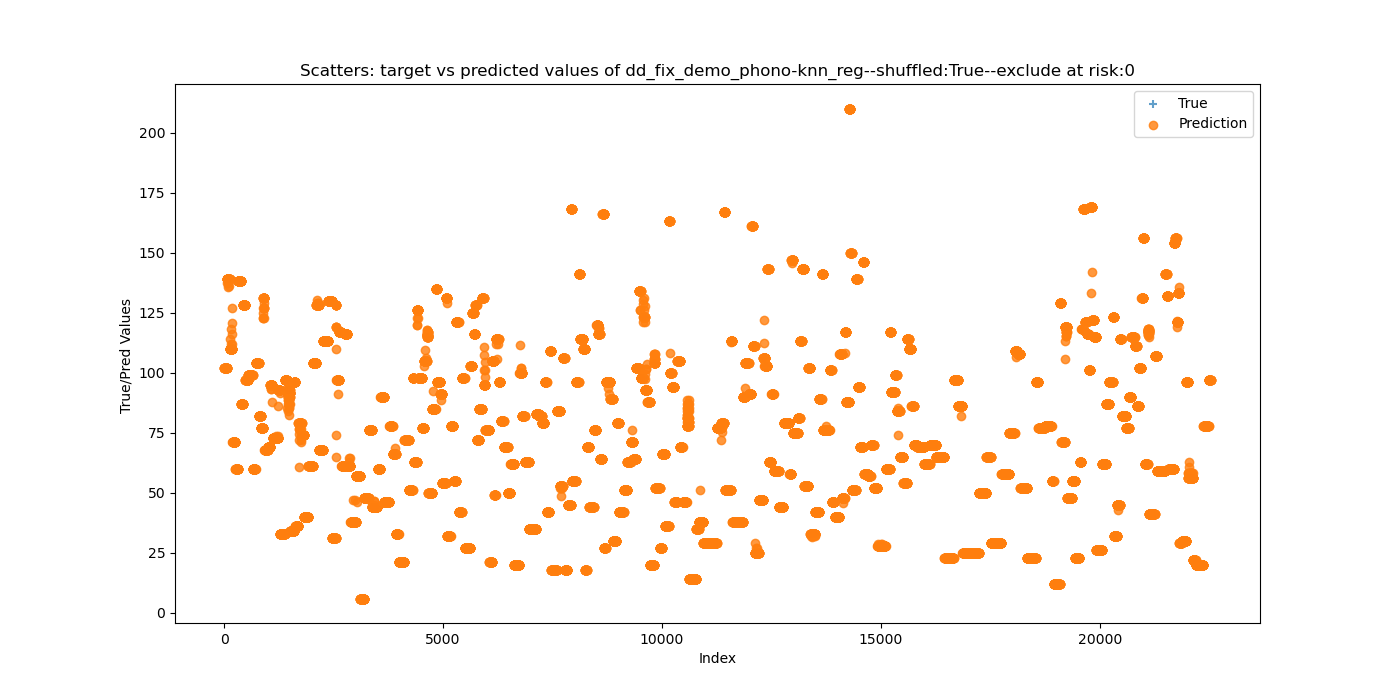 Scatters: target vs predicted values of dd_fix_demo_phono-knn_reg--shuffled:True--exclude at risk:0
True
Prediction
True/Pred Values
200
175
150
125
100
75
50
25
0
0
5000
10000
15000
20000
Index